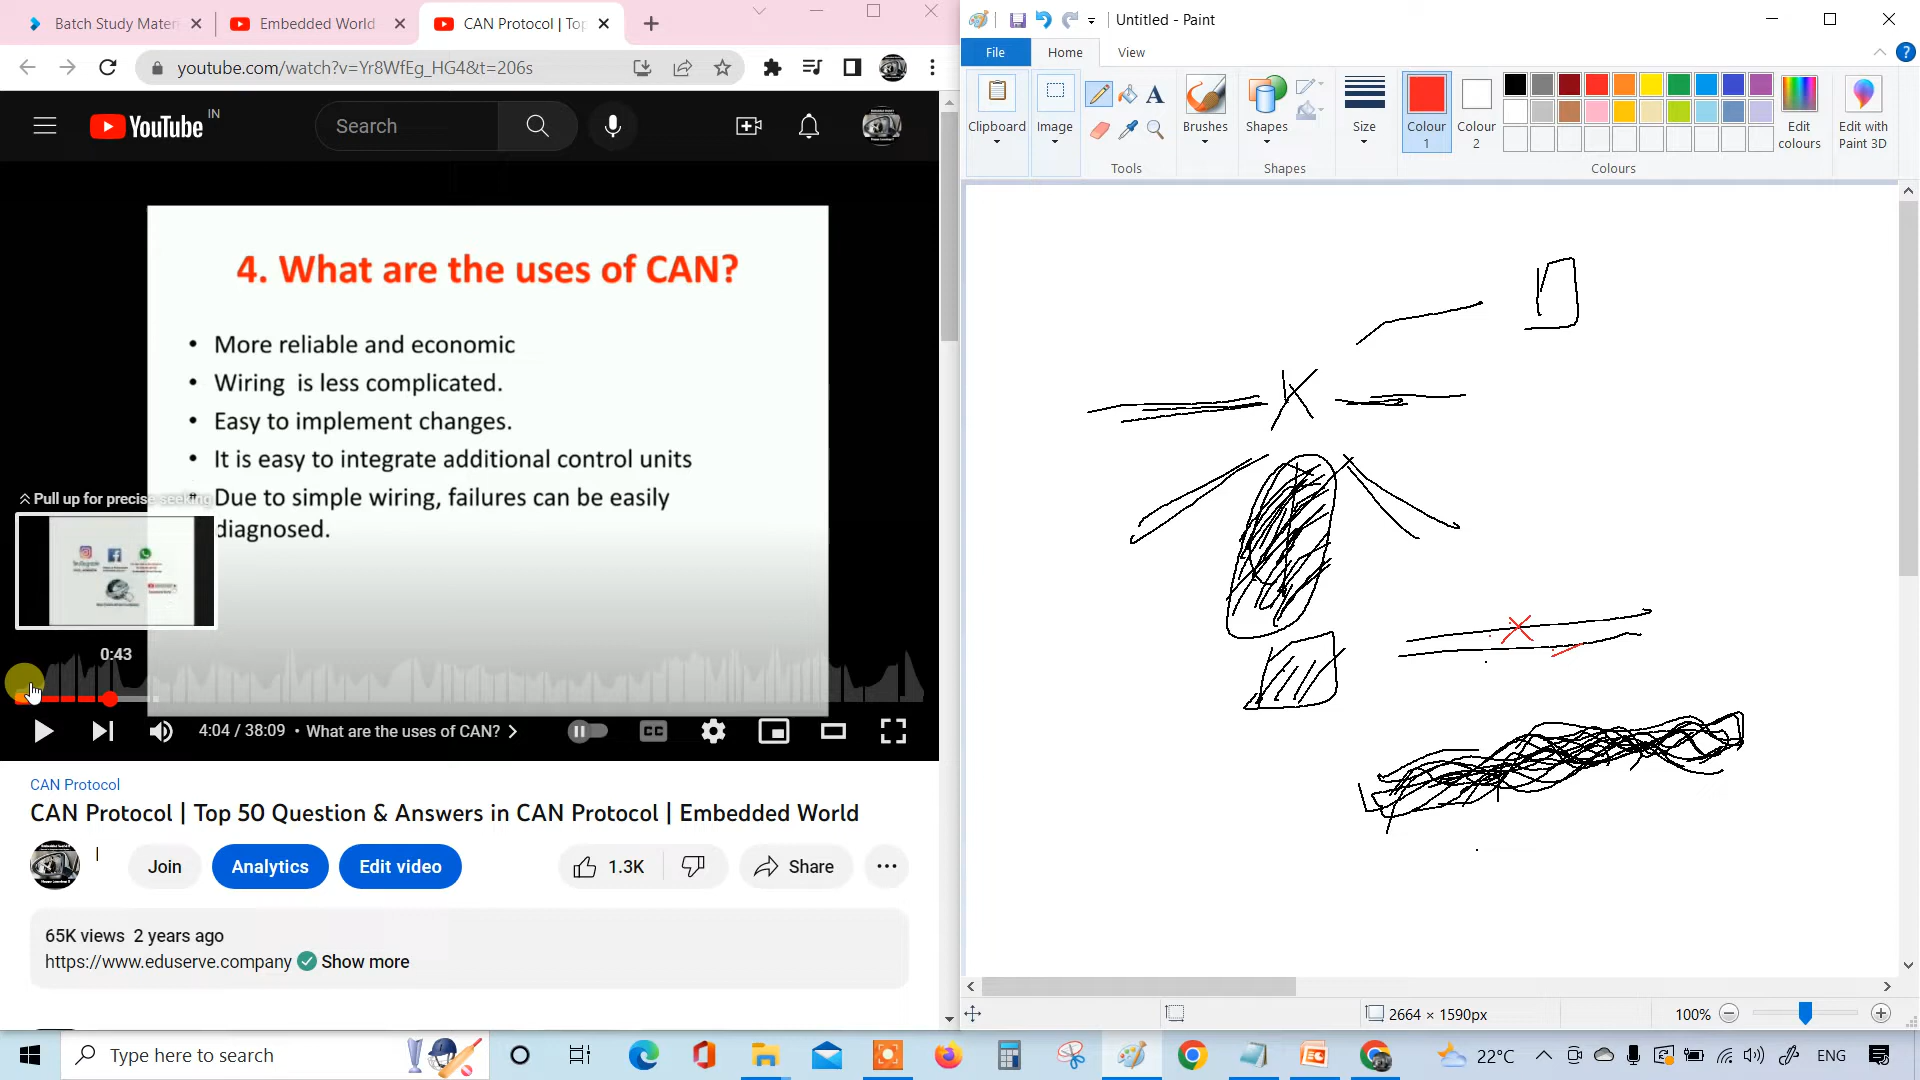 Batch Study Mater
Embedded World
CAN Protocol | Top
youtube.com/watch?v=Yr8WfEg_HG4&t=206s
YouTube IN
Search
4. What are the uses of CAN?
• More reliable and economic
• Wiring is less complicated.
• Easy to implement changes.
• It is easy to integrate additional control units
Pull up for precise seeking
Due to simple wiring, failures can be easily
diagnosed.
0:43
4:04 / 38:09 • What are the uses of CAN?
CC
CAN Protocol
CAN Protocol | Top 50 Question & Answers in CAN Protocol | Embedded World
Join
Analytics
Edit video
1.3K
Share
65K views 2 years ago
https://www.eduserve.company Show more
Untitled - Paint
File
Home
View
Clipboard
Image
Tools
Brushes
Shapes
Shapes
Size
Colour
1
Colour
2
Edit
colours
Edit with
Paint 3D
Colours
2664 × 1590px
100%
Type here to search
22°C
ENG